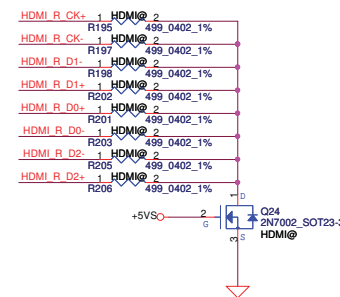 HDMI_R_CK+ 1 HDMI@ 2
R195 499_0402_1%
HDMI_R_CK- 1 HDMI@ 2
R197 499_0402_1%
HDMI_R_D1- 1 HDMI@ 2
R198 499_0402_1%
HDMI_R_D1+ 1 HDMI@ 2
R202 499_0402_1%
HDMI_R_D0+ 1 HDMI@ 2
R201 499_0402_1%
HDMI_R_D0- 1 HDMI@ 2
R203 499_0402_1%
HDMI_R_D2- 1 HDMI@ 2
R205 499_0402_1%
HDMI_R_D2+ 1 HDMI@ 2
R206 499_0402_1%
1 D
Q24
+5VS 2 G
2N7002_SOT23-3
3 S
HDMI@